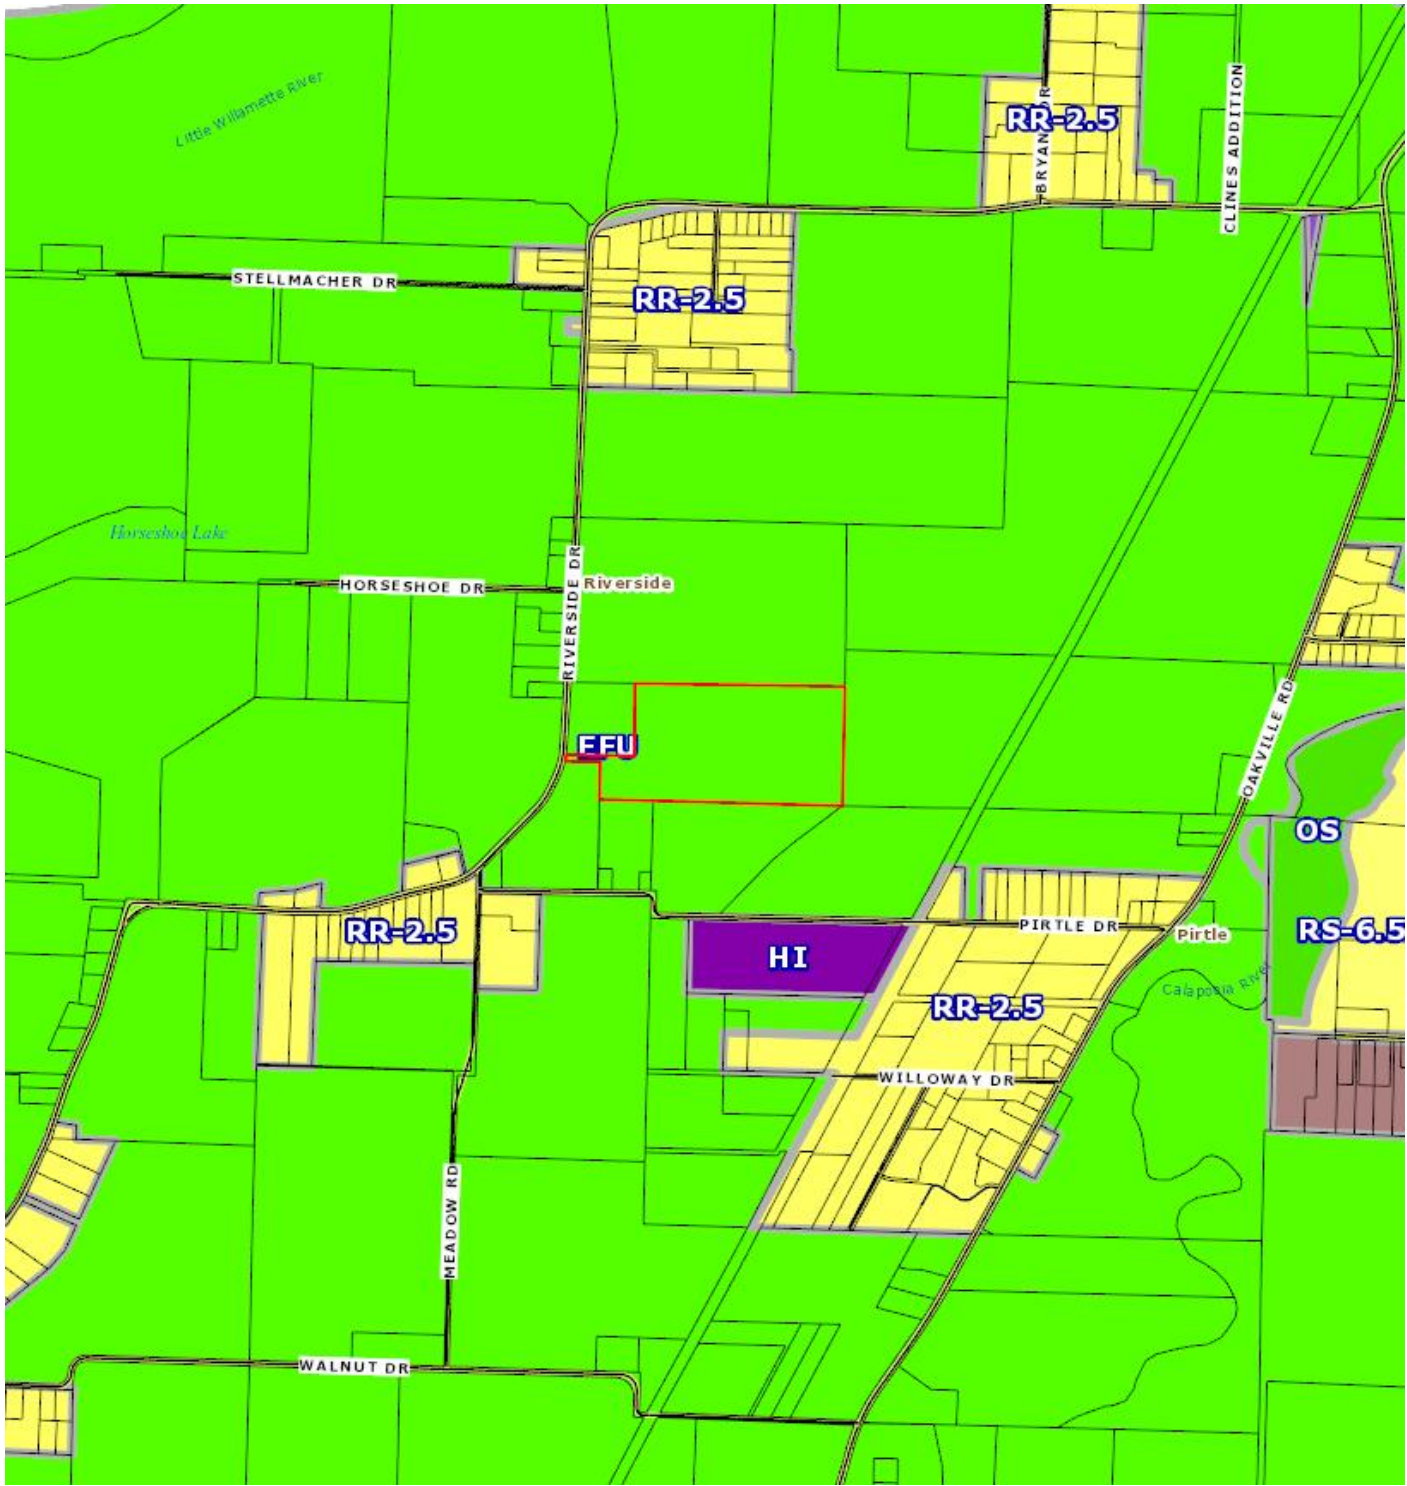 Little Willamette River
RR-2.5
BRYANT DR
CLINES ADDITION
STELLMACHER DR
RR-2.5
Horseshoe Lake
HORSESHOE DR
RIVERSIDE DR
Riverside
OAKVILLE RD
EFU
OS
RR-2.5
PIRTLE DR
Pirtle
RS-6.5
HI
Calapooia River
RR-2.5
WILLOWAY DR
MEADOW RD
WALNUT DR